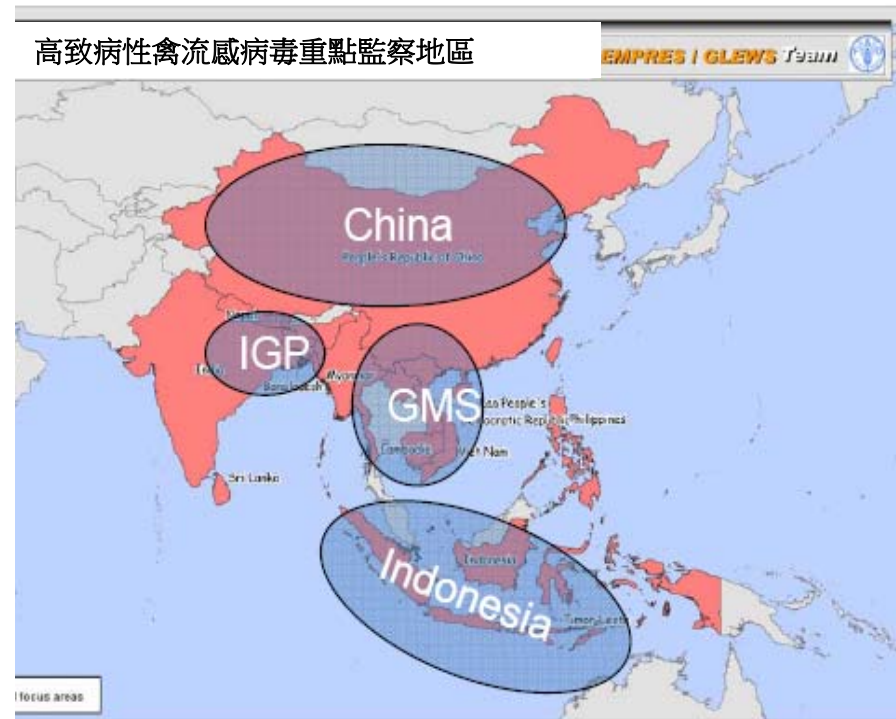 高致病性禽流感病毒重點監察地區
EMPRES / GLEWS Team
China
People's Republic of China
Nepal
IGP
India
Bangladesh
Myanmar
GMS
Lao People's
Democratic Republic
Philippines
Cambodia
Viet Nam
Sri Lanka
Indonesia
Indonesia
Timor-Leste
focus areas